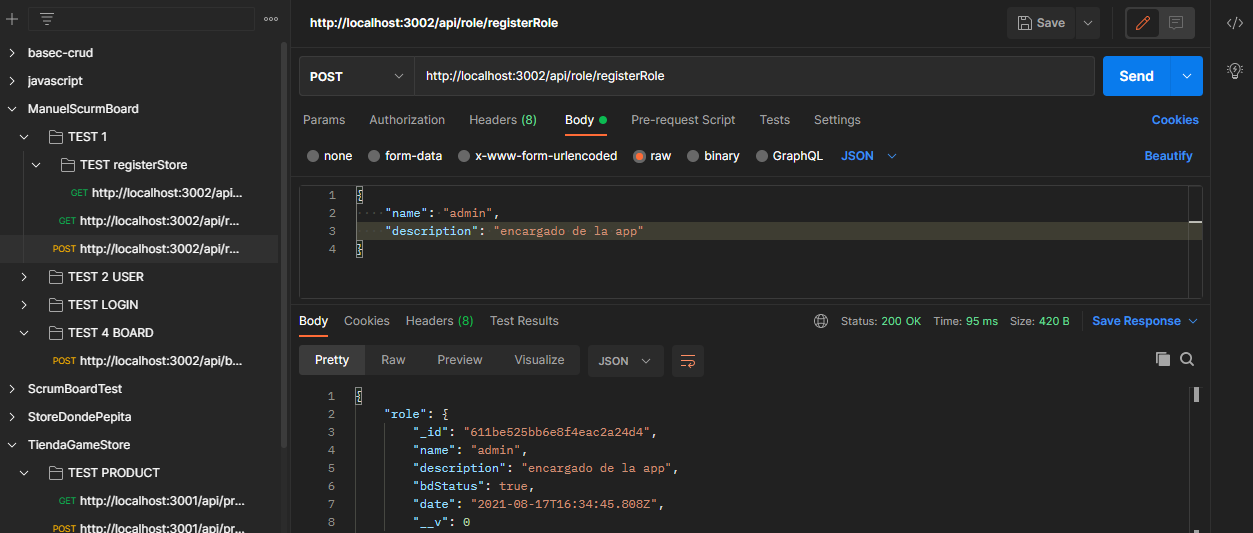 basec-crud
javascript
ManuelScurmBoard
TEST 1
TEST registerStore
GET http://localhost:3002/api...
GET http://localhost:3002/api/r...
POST http://localhost:3002/api/r...
TEST 2 USER
TEST LOGIN
TEST 4 BOARD
POST http://localhost:3002/api/b...
ScrumBoardTest
StoreDondePepita
TiendaGameStore
TEST PRODUCT
GET http://localhost:3001/api/pr...
POST http://localhost:3001/api/pr...
http://localhost:3002/api/role/registerRole
Save
POST http://localhost:3002/api/role/registerRole Send
Params Authorization Headers (8) Body Pre-request Script Tests Settings Cookies
none form-data x-www-form-urlencoded raw binary GraphQL JSON Beautify
1 {
2 "name": "admin",
3 "description": "encargado de la app"
4 }
Body Cookies Headers (8) Test Results Status: 200 OK Time: 95 ms Size: 420 B Save Response
Pretty Raw Preview Visualize JSON
1 {
2 "role": {
3 "_id": "611be525bb6e8f4eac2a24d4",
4 "name": "admin",
5 "description": "encargado de la app",
6 "bdStatus": true,
7 "date": "2021-08-17T16:34:45.808Z",
8 "__v": 0